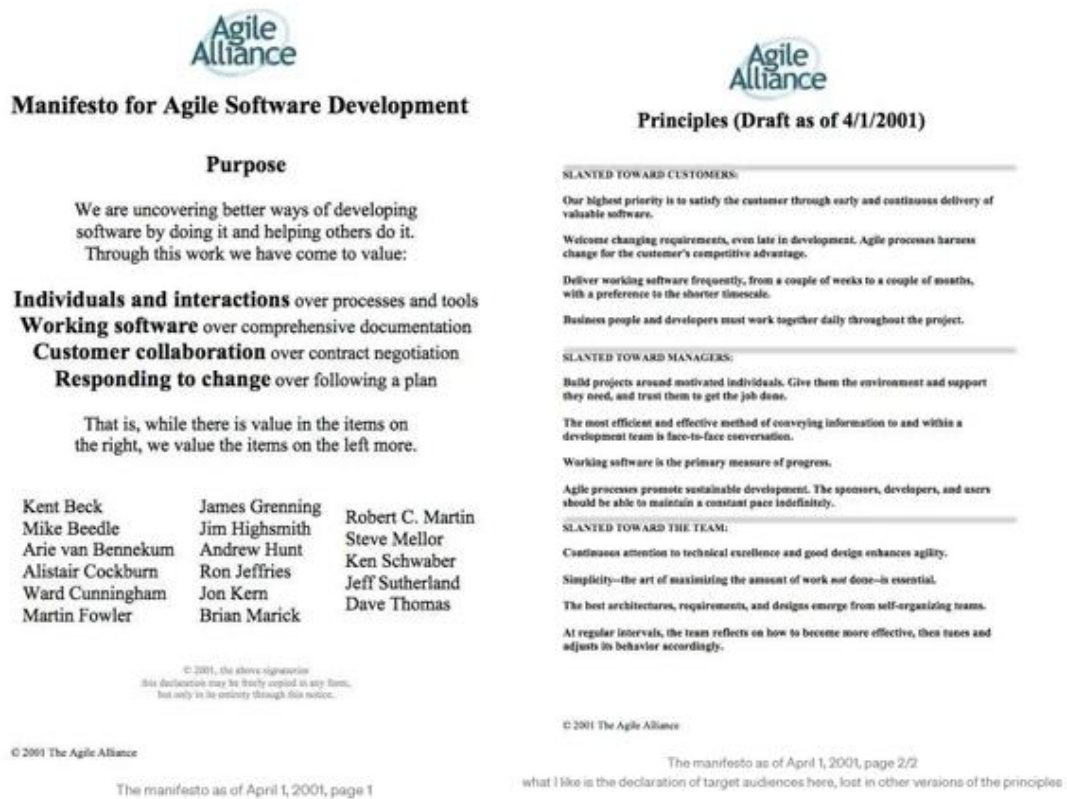 Agile
Alliance
Manifesto for Agile Software Development
Purpose
We are uncovering better ways of developing
software by doing it and helping others do it.
Through this work we have come to value:
Individuals and interactions over processes and tools
Working software over comprehensive documentation
Customer collaboration over contract negotiation
Responding to change over following a plan
That is, while there is value in the items on
the right, we value the items on the left more.
Kent Beck
Mike Beedle
Arie van Bennekum
Alistair Cockburn
Ward Cunningham
Martin Fowler
James Grenning
Jim Highsmith
Andrew Hunt
Ron Jeffries
Jon Kern
Brian Marick
Robert C. Martin
Steve Mellor
Ken Schwaber
Jeff Sutherland
Dave Thomas
© 2001, the above signatories
this declaration may be freely copied in any form,
but only in its entirety through this notice.
© 2001 The Agile Alliance
The manifesto as of April 1, 2001, page 1
Agile
Alliance
Principles (Draft as of 4/1/2001)
SLANTED TOWARD CUSTOMERS:
Our highest priority is to satisfy the customer through early and continuous delivery of
valuable software.
Welcome changing requirements, even late in development. Agile processes harness
change for the customer's competitive advantage.
Deliver working software frequently, from a couple of weeks to a couple of months,
with a preference to the shorter timescale.
Business people and developers must work together daily throughout the project.
SLANTED TOWARD MANAGERS:
Build projects around motivated individuals. Give them the environment and support
they need, and trust them to get the job done.
The most efficient and effective method of conveying information to and within a
development team is face-to-face conversation.
Working software is the primary measure of progress.
Agile processes promote sustainable development. The sponsors, developers, and users
should be able to maintain a constant pace indefinitely.
SLANTED TOWARD THE TEAM:
Continuous attention to technical excellence and good design enhances agility.
Simplicity--the art of maximizing the amount of work not done--is essential.
The best architectures, requirements, and designs emerge from self-organizing teams.
At regular intervals, the team reflects on how to become more effective, then tunes and
adjusts its behavior accordingly.
© 2001 The Agile Alliance
The manifesto as of April 1, 2001, page 2/2
what I like is the declaration of target audiences here, lost in other versions of the principles